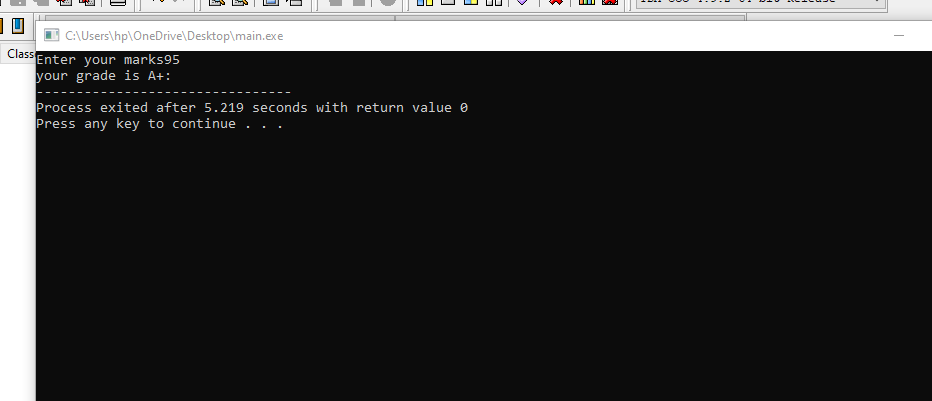 Class
C:\Users\hp\OneDrive\Desktop\main.exe
Enter your marks95
your grade is A+:
--------------------------------
Process exited after 5.219 seconds with return value 0
Press any key to continue . . .